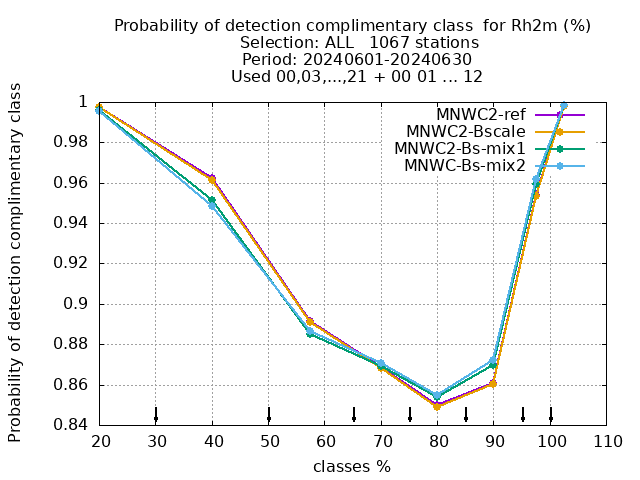 Probability of detection complimentary class  for Rh2m (%)
Selection: ALL   1067 stations
Period: 20240601-20240630
Used 00,03,...,21 + 00 01 ... 12
Probability of detection complimentary class
1
0.98
0.96
0.94
0.92
0.9
0.88
0.86
0.84
MNWC2-ref
MNWC2-Bscale
MNWC2-Bs-mix1
MNWC-Bs-mix2
20 30 40 50 60 70 80 90 100 110
classes %